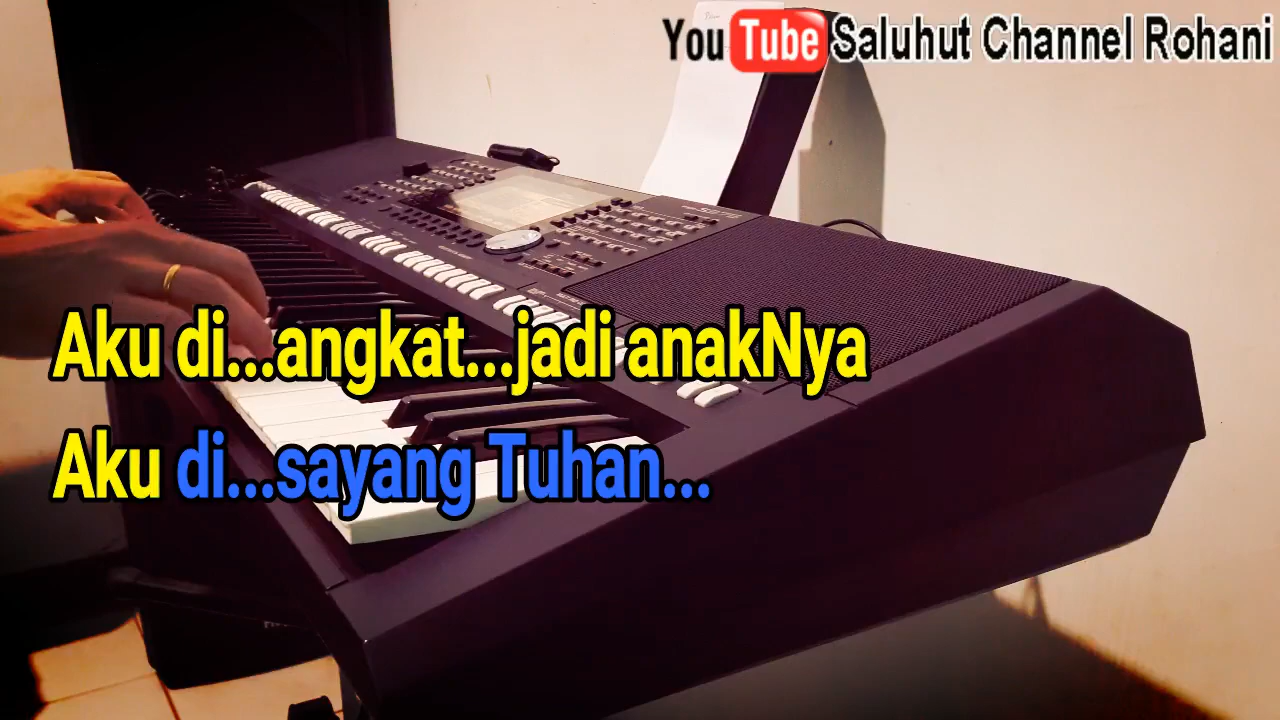 YouTube Saluhut Channel Rohani
Aku di...angkat...jadi anakNya
Aku di...sayang Tuhan...